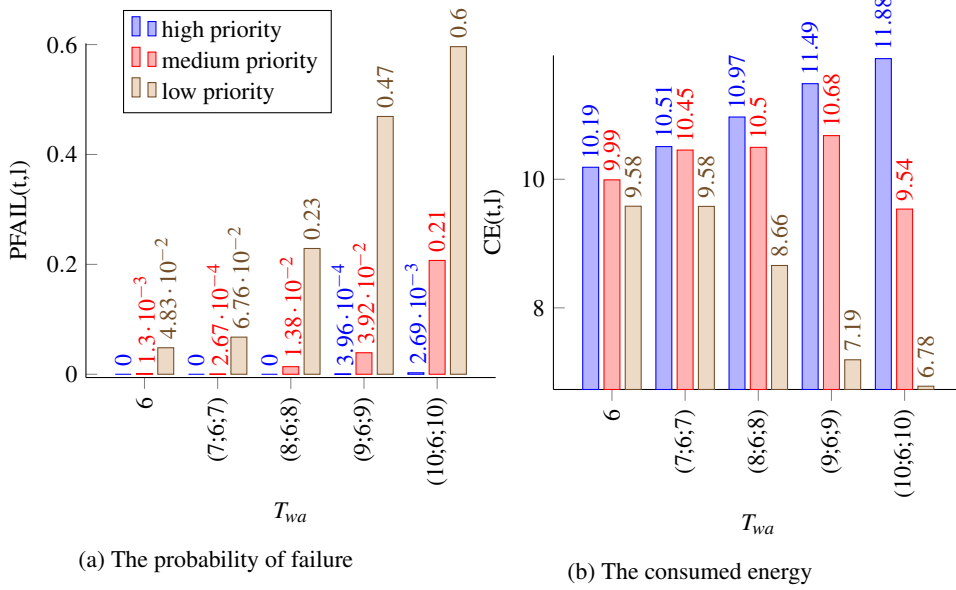 high priority
medium priority
low priority
PFAIL(t,l)
0.6
0.4
0.2
0
0
1.3 · 10⁻³
4.83 · 10⁻²
0
2.67 · 10⁻⁴
6.76 · 10⁻²
0
1.38 · 10⁻²
0.23
3.96 · 10⁻⁴
3.92 · 10⁻²
0.47
2.69 · 10⁻³
0.21
0.6
6
(7;6;7)
(8;6;8)
(9;6;9)
(10;6;10)
T_wa
(a) The probability of failure
CE(t,l)
10
8
10.19
9.99
9.58
10.51
10.45
9.58
10.97
10.5
8.66
11.49
10.68
7.19
11.88
9.54
6.78
6
(7;6;7)
(8;6;8)
(9;6;9)
(10;6;10)
T_wa
(b) The consumed energy